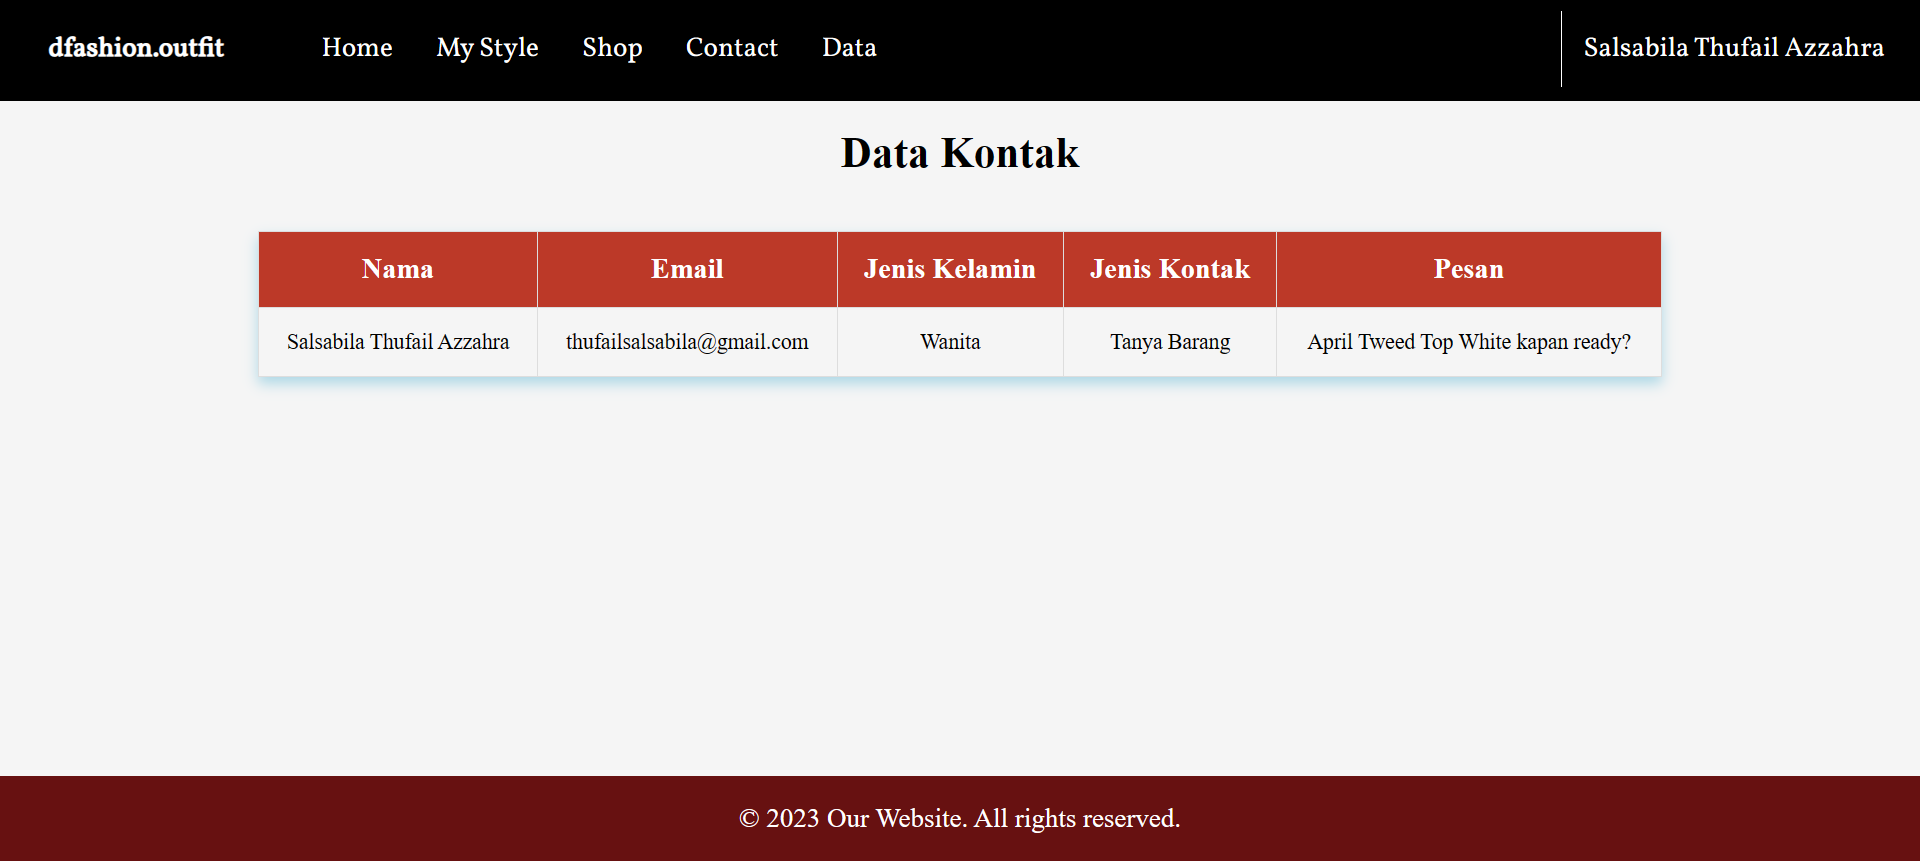 dfashion.outfit Home My Style Shop Contact Data Salsabila Thufail Azzahra
Data Kontak
Nama Email Jenis Kelamin Jenis Kontak Pesan
Salsabila Thufail Azzahra thufailsalsabila@gmail.com Wanita Tanya Barang April Tweed Top White kapan ready?
© 2023 Our Website. All rights reserved.